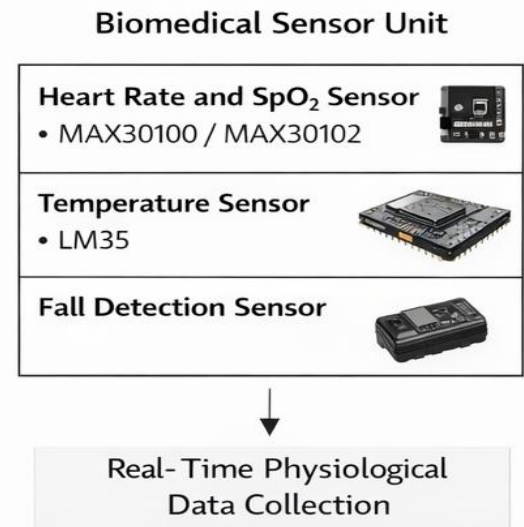 Biomedical Sensor Unit
Heart Rate and SpO₂ Sensor
• MAX30100 / MAX30102
Temperature Sensor
• LM35
Fall Detection Sensor
Real-Time Physiological
Data Collection